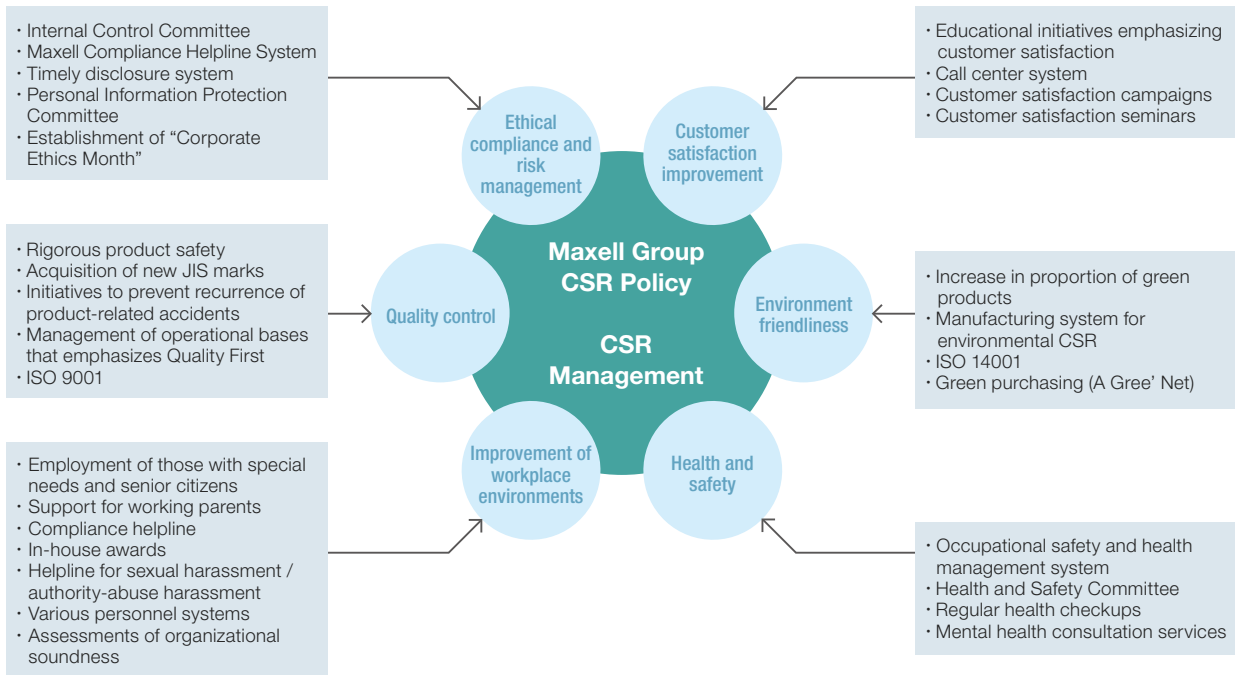 · Internal Control Committee
· Maxell Compliance Helpline System
· Timely disclosure system
· Personal Information Protection
Committee
· Establishment of “Corporate
Ethics Month”
· Educational initiatives emphasizing
customer satisfaction
· Call center system
· Customer satisfaction campaigns
· Customer satisfaction seminars
Ethical
compliance and
risk
management
Customer
satisfaction
improvement
· Rigorous product safety
· Acquisition of new JIS marks
· Initiatives to prevent recurrence of
product-related accidents
· Management of operational bases
that emphasizes Quality First
· ISO 9001
Quality control
Maxell Group
CSR Policy
CSR
Management
Environment
friendliness
· Increase in proportion of green
products
· Manufacturing system for
environmental CSR
· ISO 14001
· Green purchasing (A Gree’ Net)
· Employment of those with special
needs and senior citizens
· Support for working parents
· Compliance helpline
· In-house awards
· Helpline for sexual harassment /
authority-abuse harassment
· Various personnel systems
· Assessments of organizational
soundness
Improvement of
workplace
environments
Health and
safety
· Occupational safety and health
management system
· Health and Safety Committee
· Regular health checkups
· Mental health consultation services